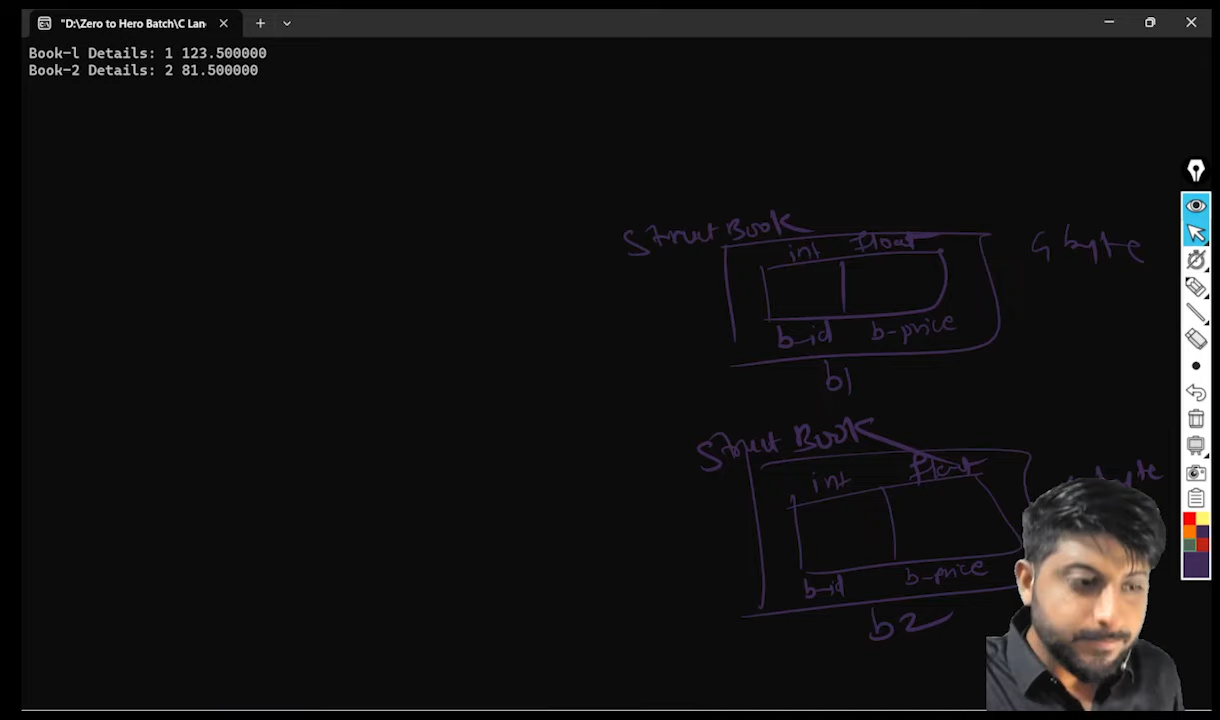 "D:\Zero to Hero Batch\C Lan
Book-1 Details: 1 123.500000
Book-2 Details: 2 81.500000
Struct Book
int float
b-id b-price
b1
byte
Struct Book
int float
b-id b-price
b2